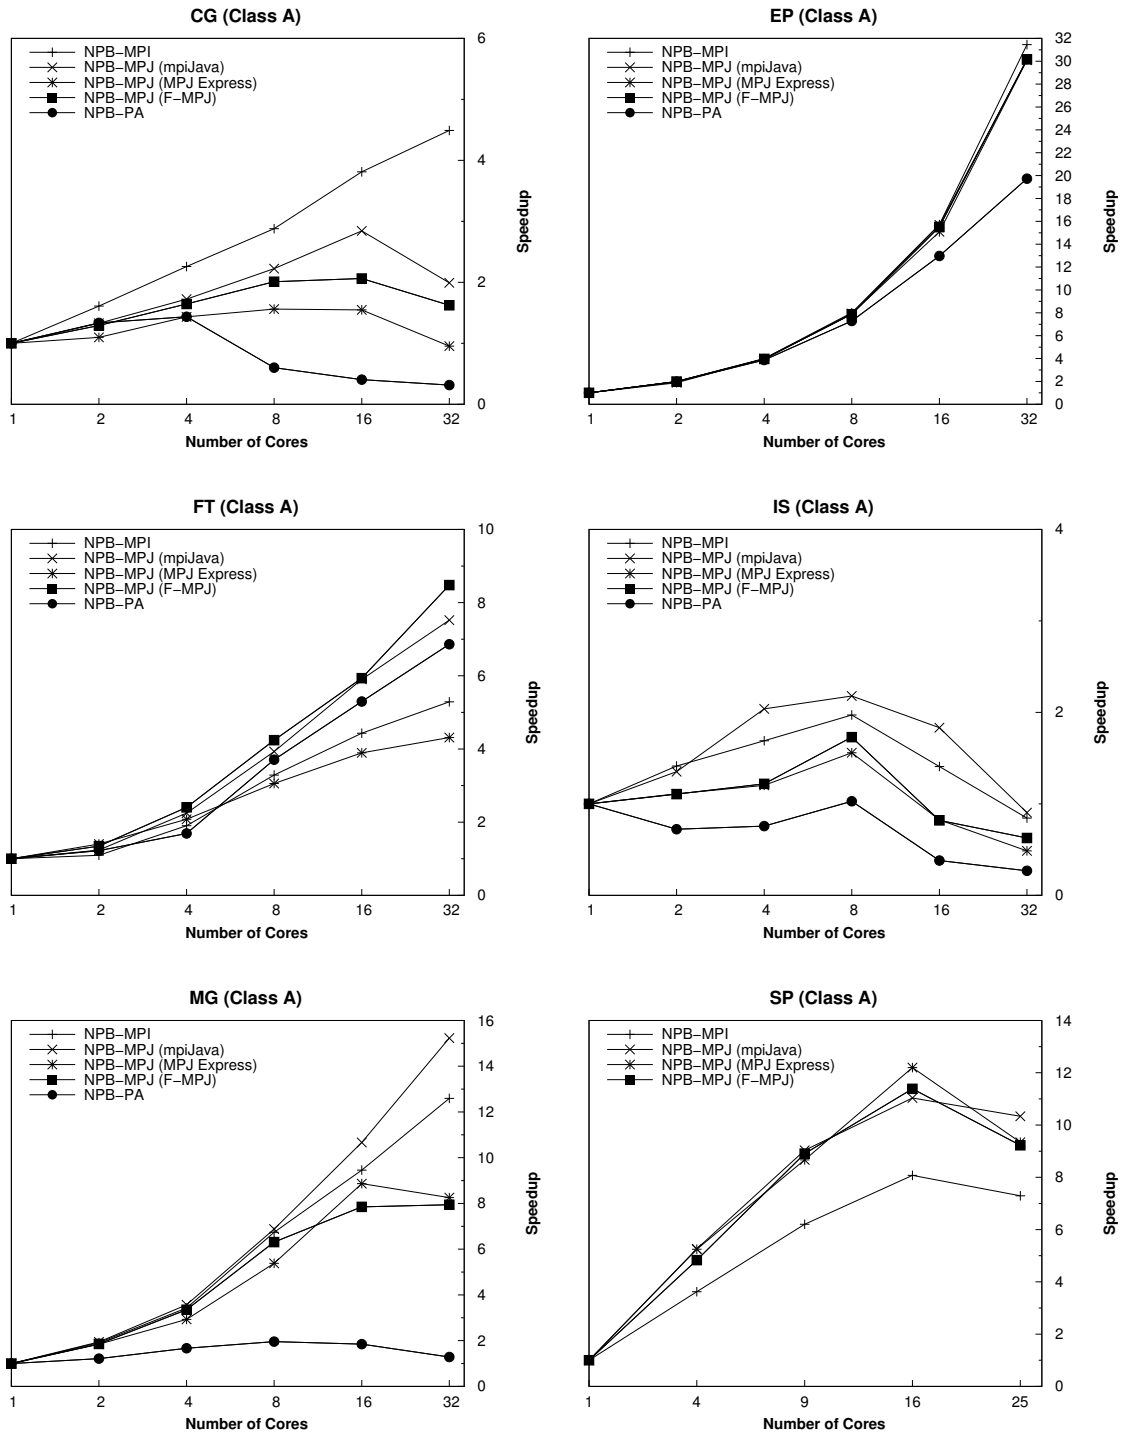 CG (Class A)
NPB−MPI
NPB−MPJ (mpiJava)
NPB−MPJ (MPJ Express)
NPB−MPJ (F−MPJ)
NPB−PA
6
4
2
0
Speedup
1 2 4 8 16 32
Number of Cores
EP (Class A)
NPB−MPI
NPB−MPJ (mpiJava)
NPB−MPJ (MPJ Express)
NPB−MPJ (F−MPJ)
NPB−PA
32
30
28
26
24
22
20
18
16
14
12
10
8
6
4
2
0
Speedup
1 2 4 8 16 32
Number of Cores
FT (Class A)
NPB−MPI
NPB−MPJ (mpiJava)
NPB−MPJ (MPJ Express)
NPB−MPJ (F−MPJ)
NPB−PA
10
8
6
4
2
0
Speedup
1 2 4 8 16 32
Number of Cores
IS (Class A)
NPB−MPI
NPB−MPJ (mpiJava)
NPB−MPJ (MPJ Express)
NPB−MPJ (F−MPJ)
NPB−PA
4
2
0
Speedup
1 2 4 8 16 32
Number of Cores
MG (Class A)
NPB−MPI
NPB−MPJ (mpiJava)
NPB−MPJ (MPJ Express)
NPB−MPJ (F−MPJ)
NPB−PA
16
14
12
10
8
6
4
2
0
Speedup
1 2 4 8 16 32
Number of Cores
SP (Class A)
NPB−MPI
NPB−MPJ (mpiJava)
NPB−MPJ (MPJ Express)
NPB−MPJ (F−MPJ)
14
12
10
8
6
4
2
0
Speedup
1 4 9 16 25
Number of Cores